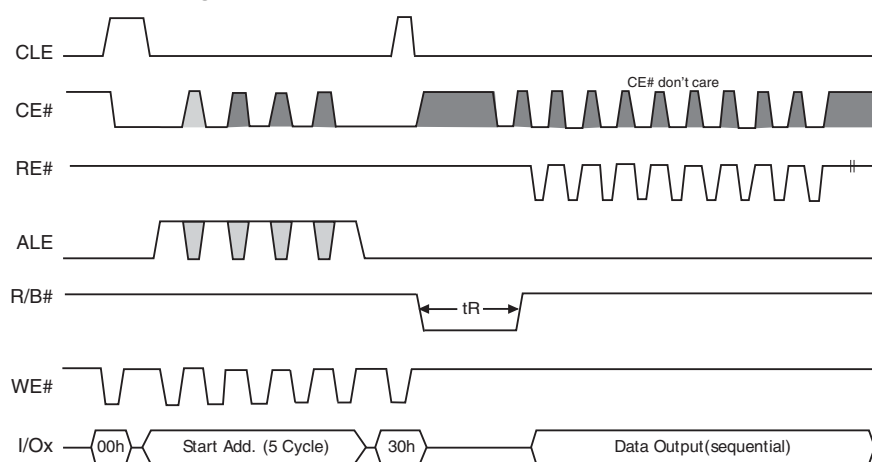 CLE
CE# don't care
CE#
RE#
ALE
R/B#
tR
WE#
I/Ox
00h
Start Add. (5 Cycle)
30h
Data Output(sequential)